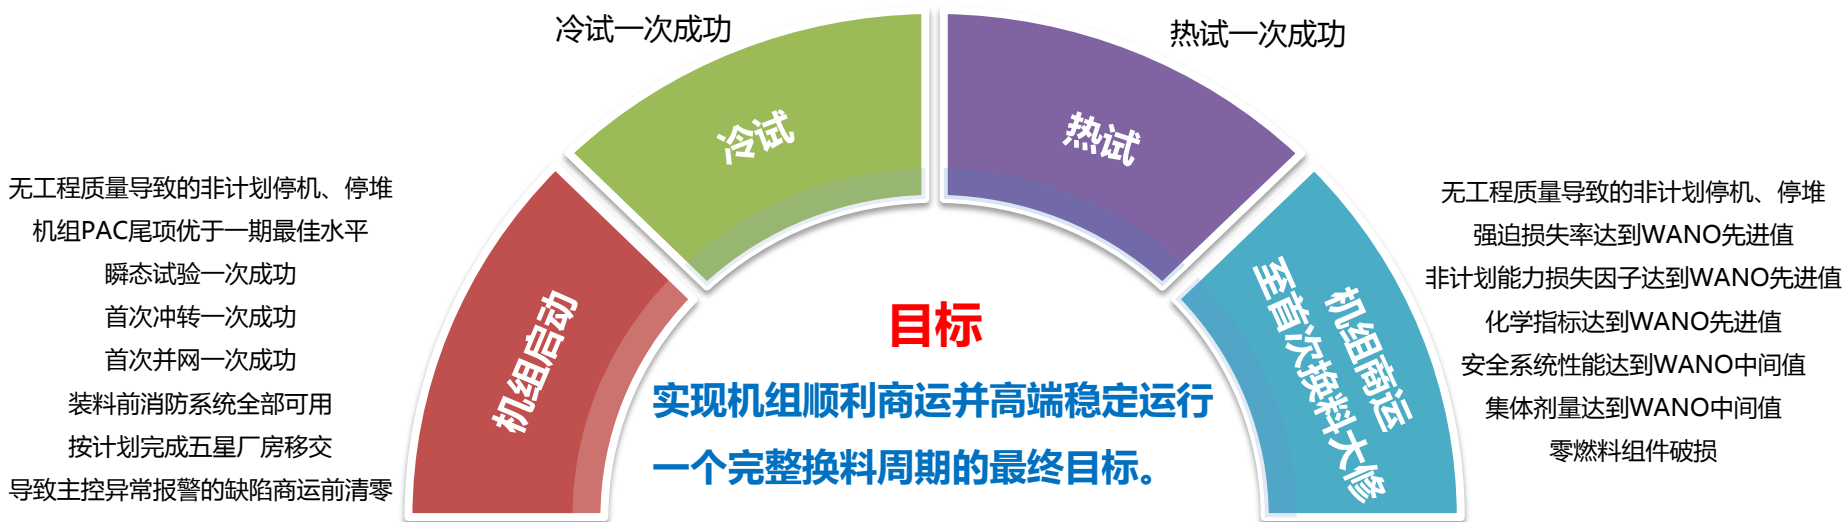 冷试一次成功
热试一次成功
冷试
热试
无工程质量导致的非计划停机、停堆
机组PAC尾项优于一期最佳水平
瞬态试验一次成功
首次冲转一次成功
首次并网一次成功
装料前消防系统全部可用
按计划完成五星厂房移交
导致主控异常报警的缺陷商运前清零
机组启动
目标
实现机组顺利商运并高端稳定运行
一个完整换料周期的最终目标。
机组商运
至首次换料大修
无工程质量导致的非计划停机、停堆
强迫损失率达到WANO先进值
非计划能力损失因子达到WANO先进值
化学指标达到WANO先进值
安全系统性能达到WANO中间值
集体剂量达到WANO中间值
零燃料组件破损